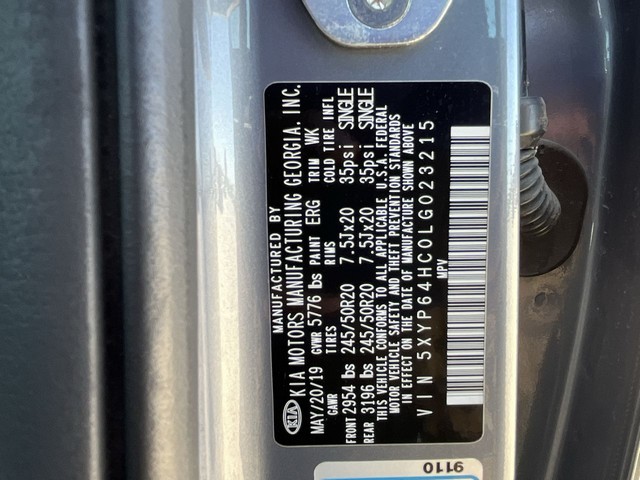 MANUFACTURED BY
KIA KIA MOTORS MANUFACTURING GEORGIA. INC.
MAY/20/19 GVWR 5776 lbs PAINT ERG TRIM WK
GAWR TIRES RIMS COLD TIRE INFL
FRONT 2954 lbs 245/50R20 7.5Jx20 35psi SINGLE
REAR 3196 lbs 245/50R20 7.5Jx20 35psi SINGLE
THIS VEHICLE CONFORMS TO ALL APPLICABLE U.S.A. FEDERAL
MOTOR VEHICLE SAFETY AND THEFT PREVENTION STANDARDS
IN EFFECT ON THE DATE OF MANUFACTURE SHOWN ABOVE
VIN 5XYP64HC0LG023215
MPV
9110